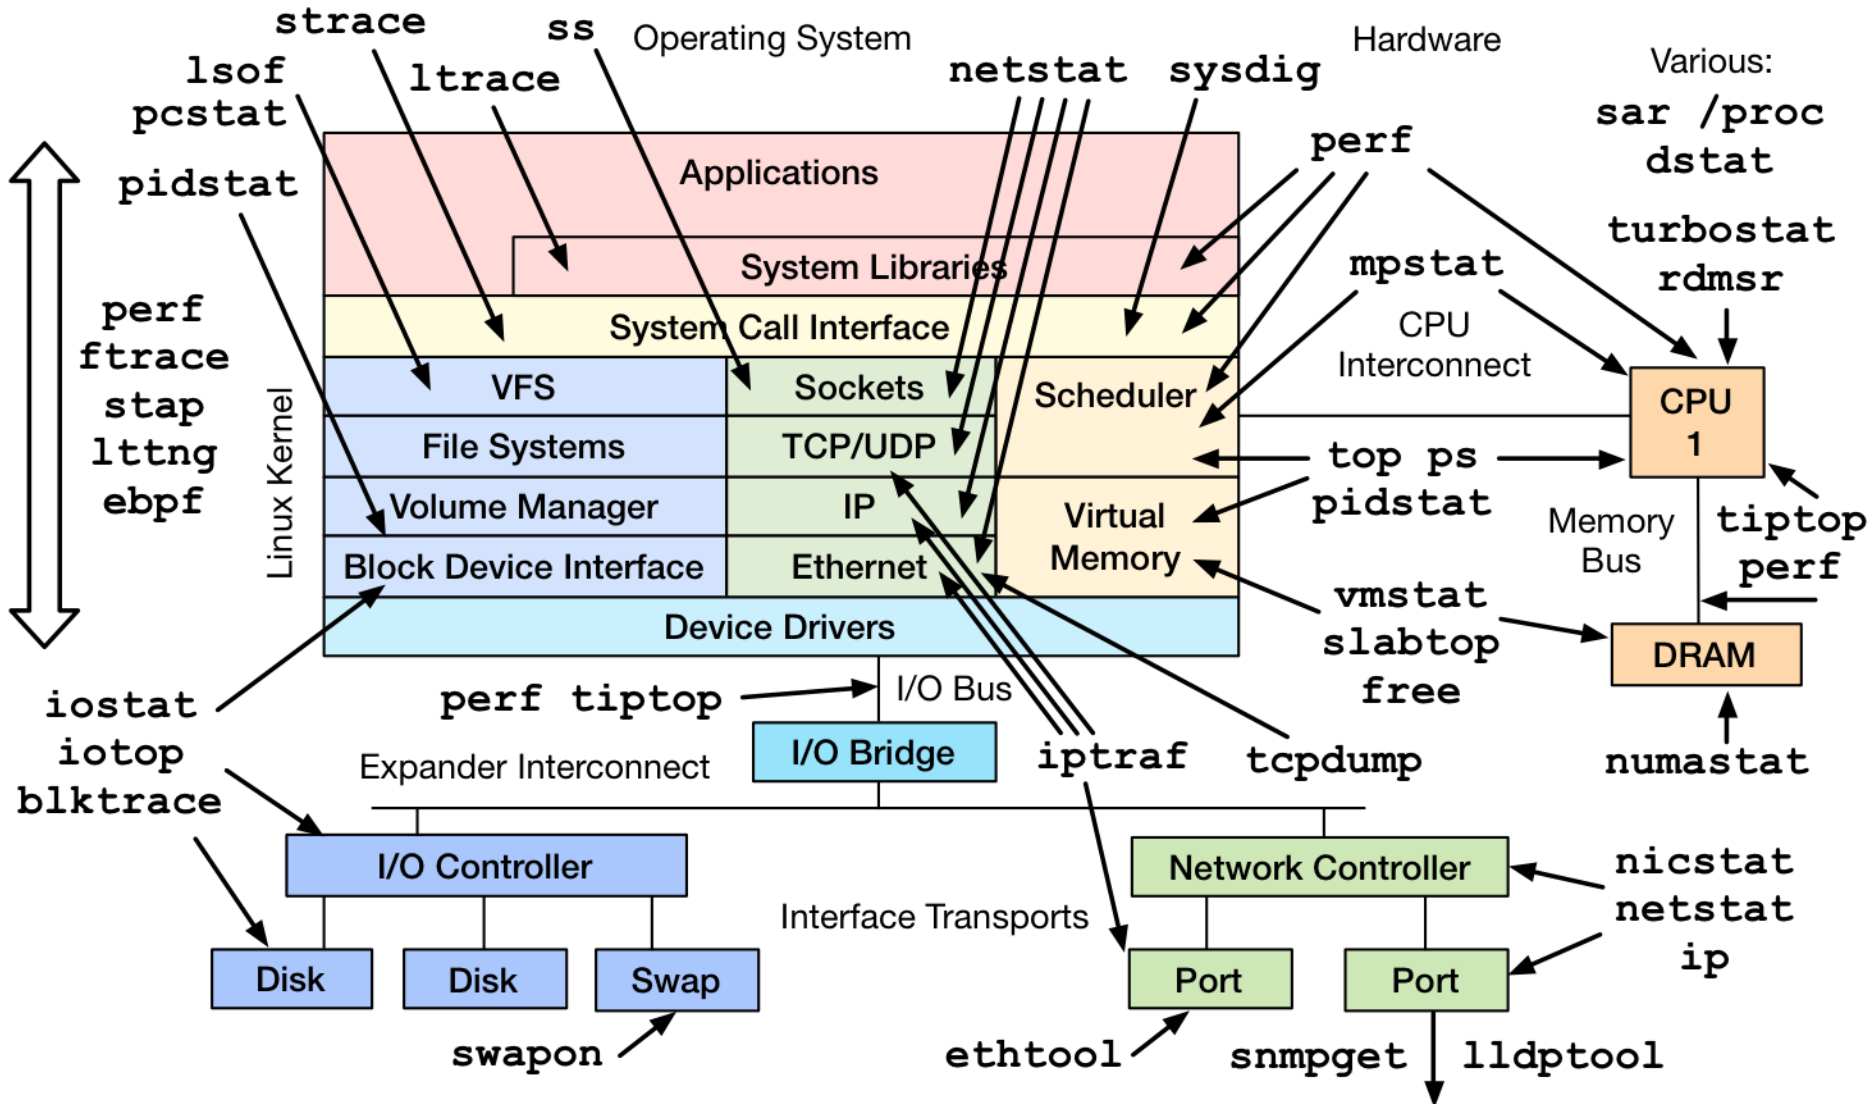 strace
ss
Operating System
Hardware
lsof
pcstat
ltrace
netstat
sysdig
Various:
sar /proc
dstat
perf
pidstat
Applications
turbostat
rdmsr
System Libraries
mpstat
perf
ftrace
stap
lttng
ebpf
System Call Interface
CPU
Interconnect
Linux Kernel
VFS
Sockets
Scheduler
CPU
1
File Systems
TCP/UDP
top ps
pidstat
Volume Manager
IP
Virtual
Memory
Memory
Bus
tiptop
perf
Block Device Interface
Ethernet
vmstat
slabtop
free
Device Drivers
DRAM
iostat
iotop
blktrace
perf tiptop
I/O Bus
I/O Bridge
Expander Interconnect
iptraf
tcpdump
numastat
I/O Controller
Network Controller
nicstat
netstat
ip
Interface Transports
Disk
Disk
Swap
Port
Port
swapon
ethtool
snmpget
lldptool